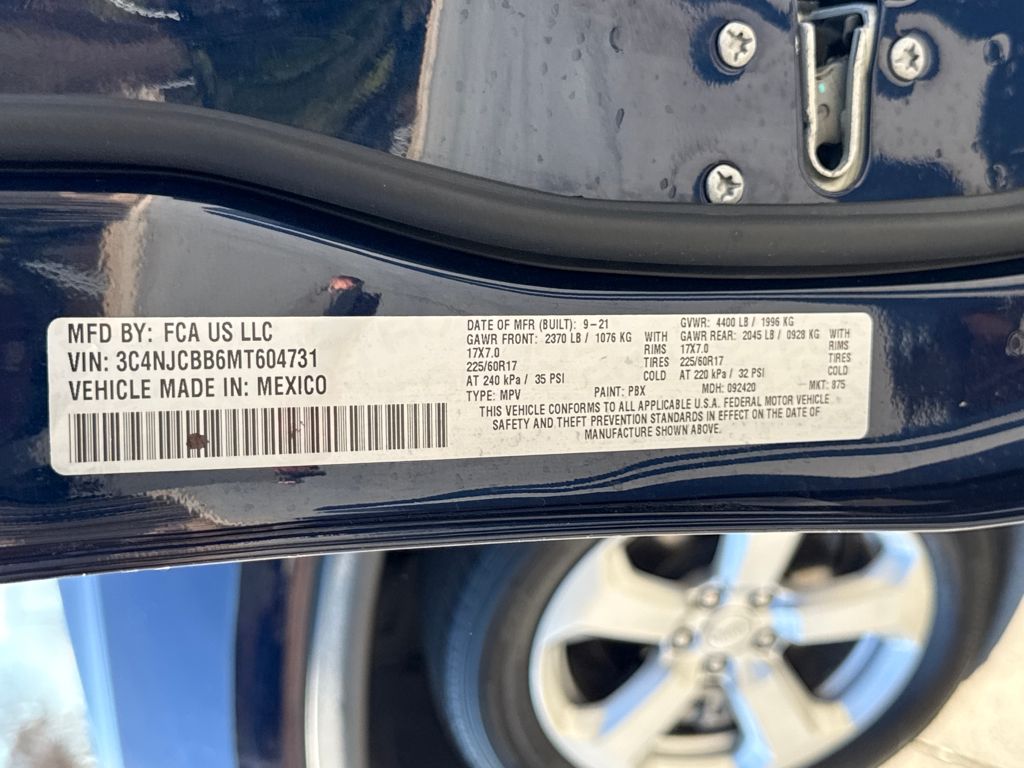 MFD BY: FCA US LLC
VIN: 3C4NJCBB6MT604731
VEHICLE MADE IN: MEXICO
DATE OF MFR (BUILT): 9-21
GAWR FRONT: 2370 LB / 1076 KG WITH
17X7.0 RIMS
225/60R17 TIRES
AT 240 kPa / 35 PSI COLD
TYPE: MPV PAINT: PBX
GVWR: 4400 LB / 1996 KG
GAWR REAR: 2045 LB / 0928 KG WITH
17X7.0 RIMS
225/60R17 TIRES
AT 220 kPa / 32 PSI COLD
MDH: 092420 MKT: 875
THIS VEHICLE CONFORMS TO ALL APPLICABLE U.S.A. FEDERAL MOTOR VEHICLE
SAFETY AND THEFT PREVENTION STANDARDS IN EFFECT ON THE DATE OF
MANUFACTURE SHOWN ABOVE.